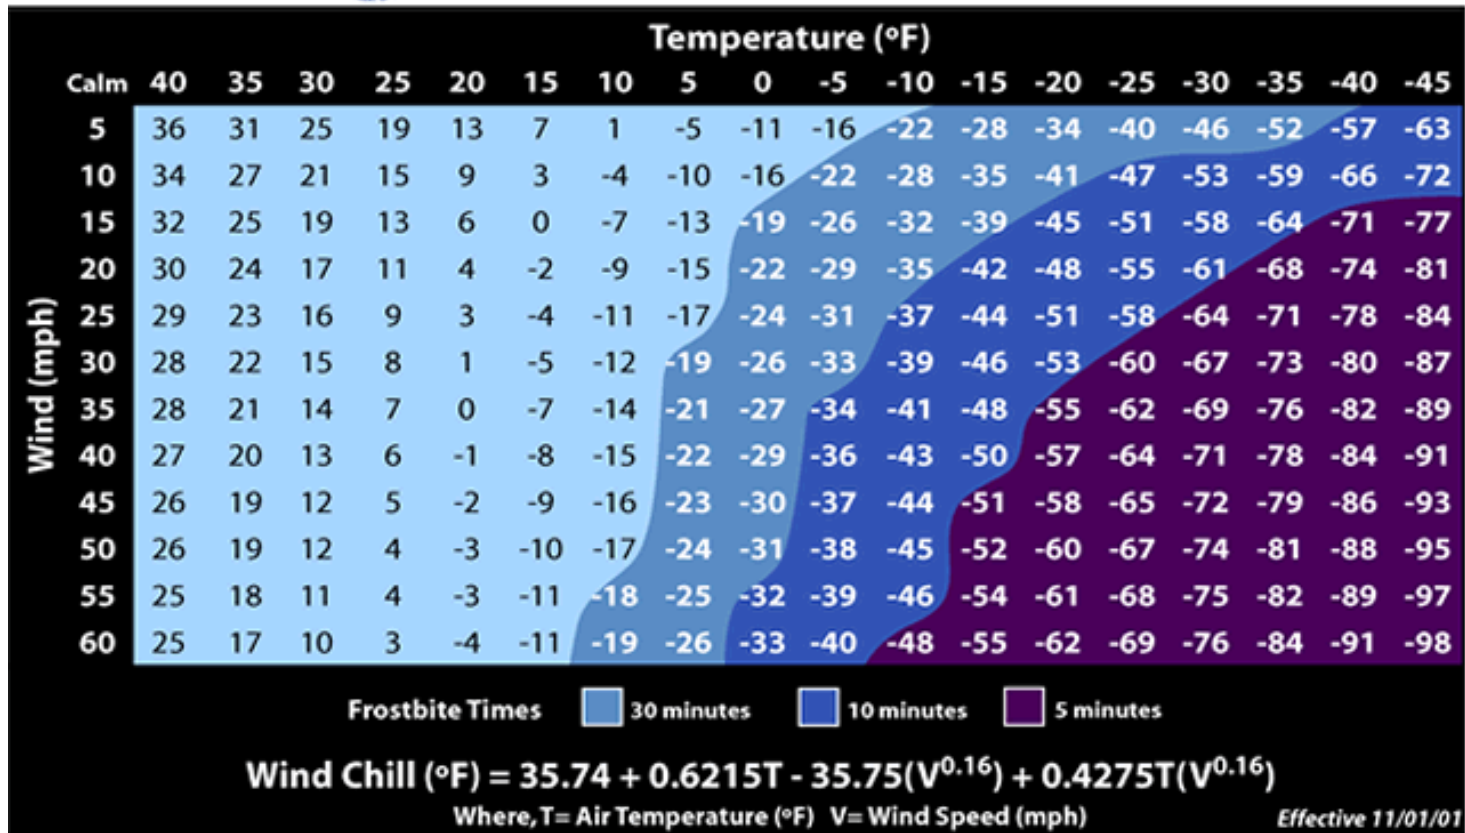 Temperature (ºF)
Calm 40 35 30 25 20 15 10 5 0 -5 -10 -15 -20 -25 -30 -35 -40 -45
5 36 31 25 19 13 7 1 -5 -11 -16 -22 -28 -34 -40 -46 -52 -57 -63
10 34 27 21 15 9 3 -4 -10 -16 -22 -28 -35 -41 -47 -53 -59 -66 -72
15 32 25 19 13 6 0 -7 -13 -19 -26 -32 -39 -45 -51 -58 -64 -71 -77
20 30 24 17 11 4 -2 -9 -15 -22 -29 -35 -42 -48 -55 -61 -68 -74 -81
25 29 23 16 9 3 -4 -11 -17 -24 -31 -37 -44 -51 -58 -64 -71 -78 -84
30 28 22 15 8 1 -5 -12 -19 -26 -33 -39 -46 -53 -60 -67 -73 -80 -87
35 28 21 14 7 0 -7 -14 -21 -27 -34 -41 -48 -55 -62 -69 -76 -82 -89
40 27 20 13 6 -1 -8 -15 -22 -29 -36 -43 -50 -57 -64 -71 -78 -84 -91
45 26 19 12 5 -2 -9 -16 -23 -30 -37 -44 -51 -58 -65 -72 -79 -86 -93
50 26 19 12 4 -3 -10 -17 -24 -31 -38 -45 -52 -60 -67 -74 -81 -88 -95
55 25 18 11 4 -3 -11 -18 -25 -32 -39 -46 -54 -61 -68 -75 -82 -89 -97
60 25 17 10 3 -4 -11 -19 -26 -33 -40 -48 -55 -62 -69 -76 -84 -91 -98
Wind (mph)
Frostbite Times 30 minutes 10 minutes 5 minutes
Wind Chill (ºF) = 35.74 + 0.6215T - 35.75(V^0.16) + 0.4275T(V^0.16)
Where, T= Air Temperature (ºF) V= Wind Speed (mph) Effective 11/01/01